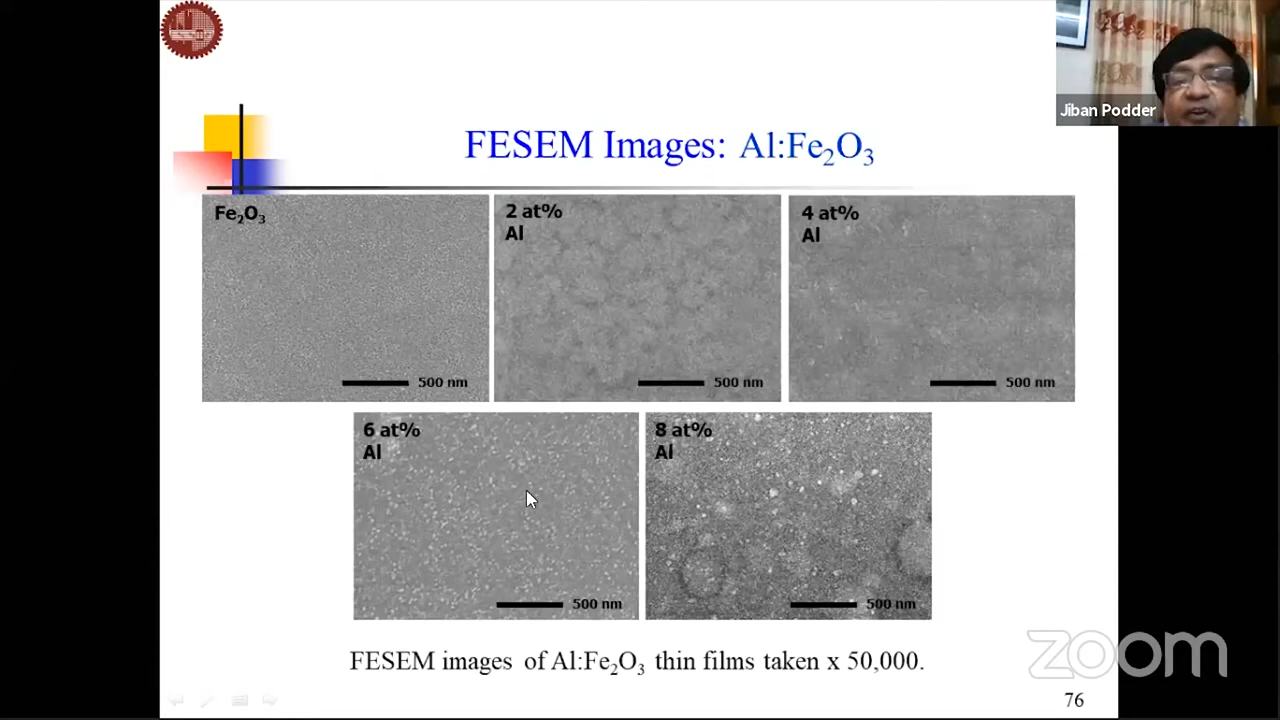 Jiban Podder
FESEM Images: Al:Fe₂O₃
Fe₂O₃
500 nm
2 at%
Al
500 nm
4 at%
Al
500 nm
6 at%
Al
500 nm
8 at%
Al
500 nm
FESEM images of Al:Fe₂O₃ thin films taken x 50,000.
zoom
76